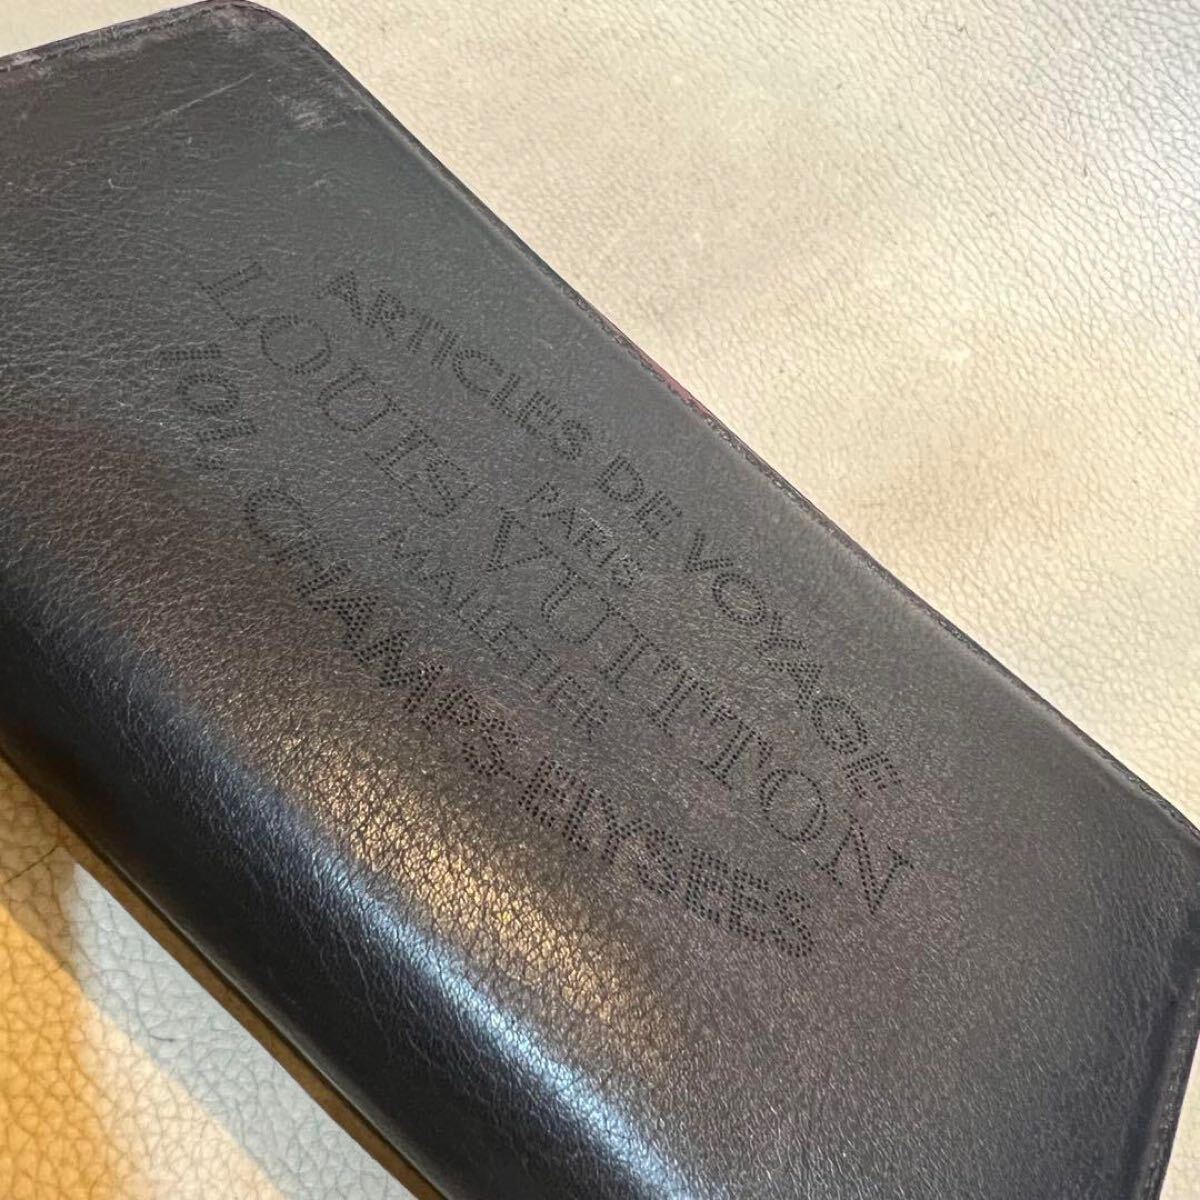 ARTICLES DE VOYAGE
PARIS
LOUIS VUITTON
MALLETIER
101 CHAMPS-ELYSEES